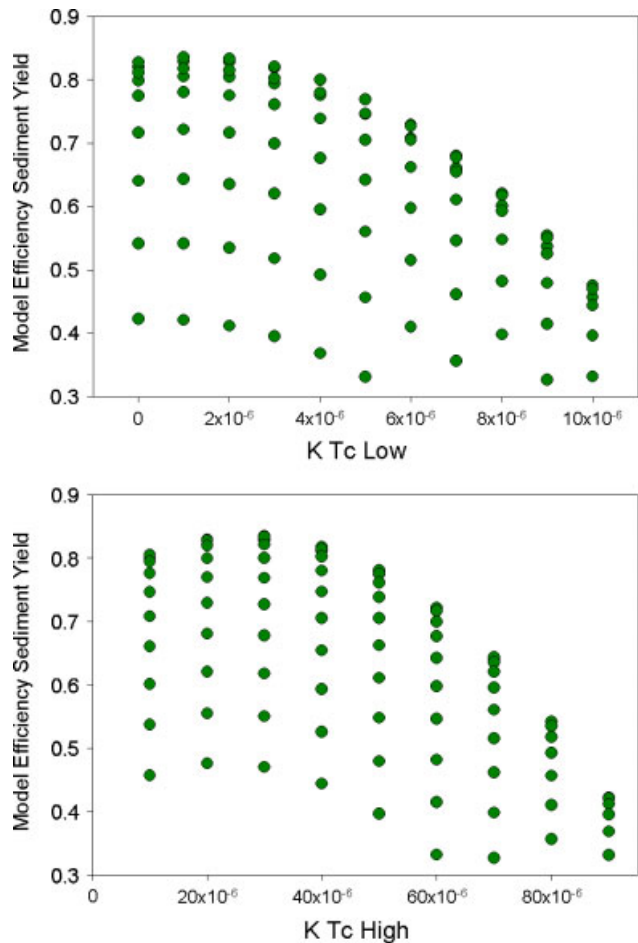 Model Efficiency Sediment Yield
0.9
0.8
0.7
0.6
0.5
0.4
0.3
0
2x10⁻⁶
4x10⁻⁶
6x10⁻⁶
8x10⁻⁶
10x10⁻⁶
K Tc Low
Model Efficiency Sediment Yield
0.9
0.8
0.7
0.6
0.5
0.4
0.3
0
20x10⁻⁶
40x10⁻⁶
60x10⁻⁶
80x10⁻⁶
K Tc High